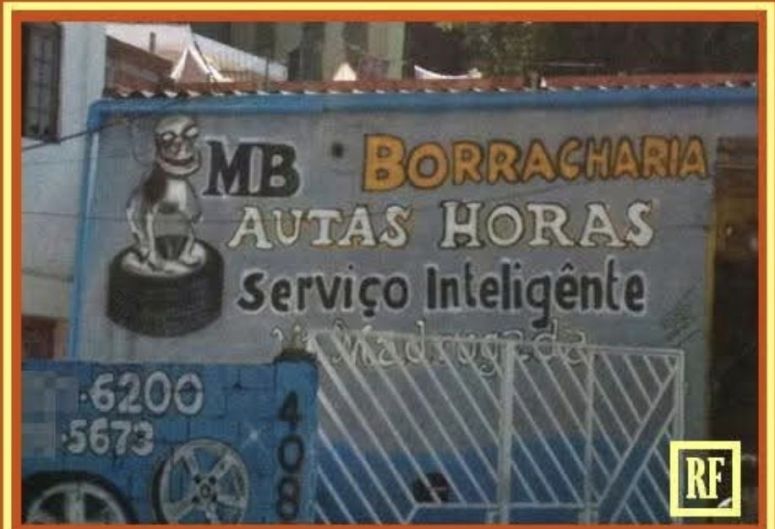 MB BORRACHARIA
AUTAS HORAS
Serviço Inteligênte
Madrugada
6200
5673
408
RF